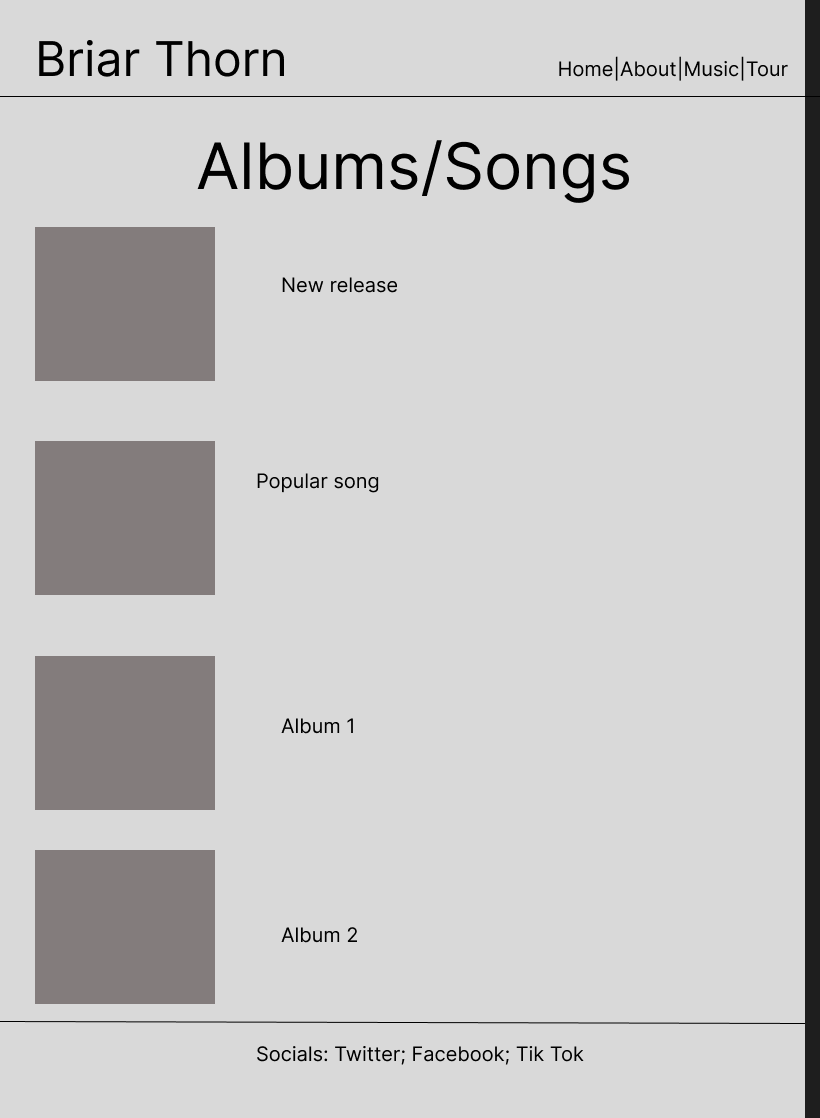 Briar Thorn
Home|About|Music|Tour
Albums/Songs
New release
Popular song
Album 1
Album 2
Socials: Twitter; Facebook; Tik Tok